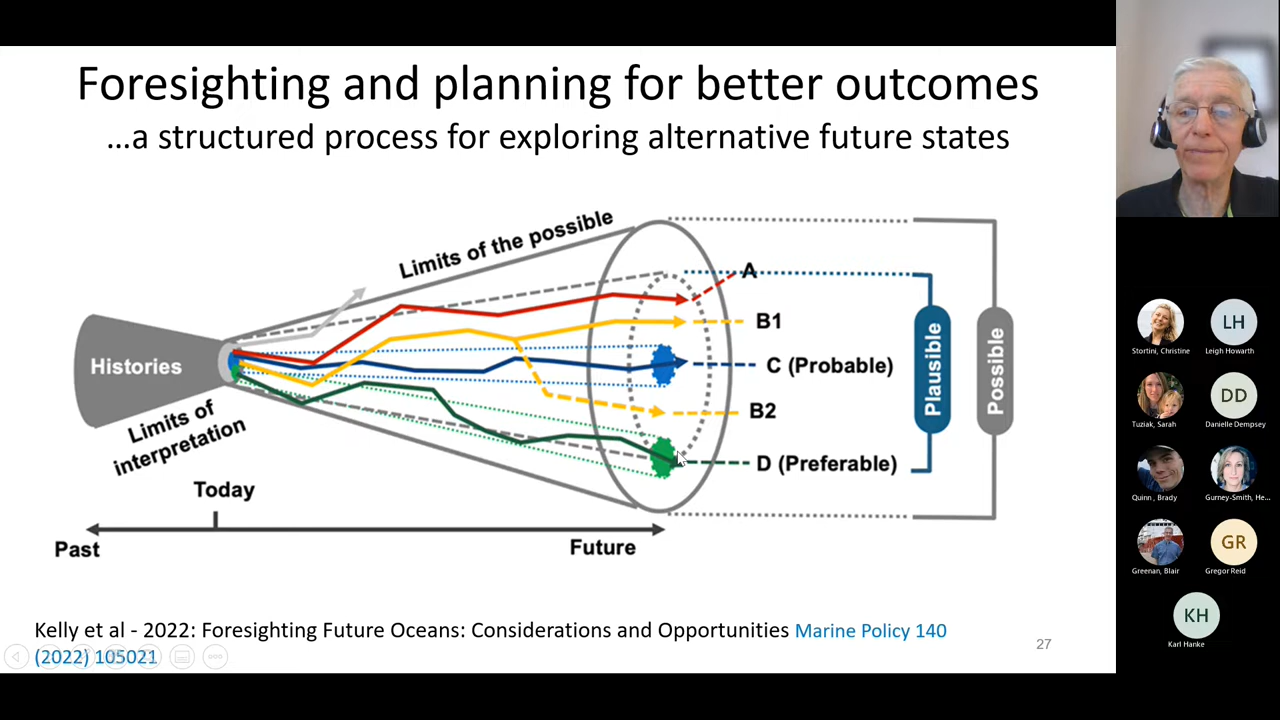 Foresighting and planning for better outcomes
...a structured process for exploring alternative future states
Limits of the possible
Histories
Limits of
interpretation
Today
Past
Future
A
B1
C (Probable)
B2
D (Preferable)
Plausible
Possible
Kelly et al - 2022: Foresighting Future Oceans: Considerations and Opportunities Marine Policy 140
(2022) 105021
27
Stortini, Christine
LH
Leigh Howarth
Tuziak, Sarah
DD
Danielle Dempsey
Quinn , Brady
Gurney-Smith, He...
Greenan, Blair
GR
Gregor Reid
KH
Karl Hanke